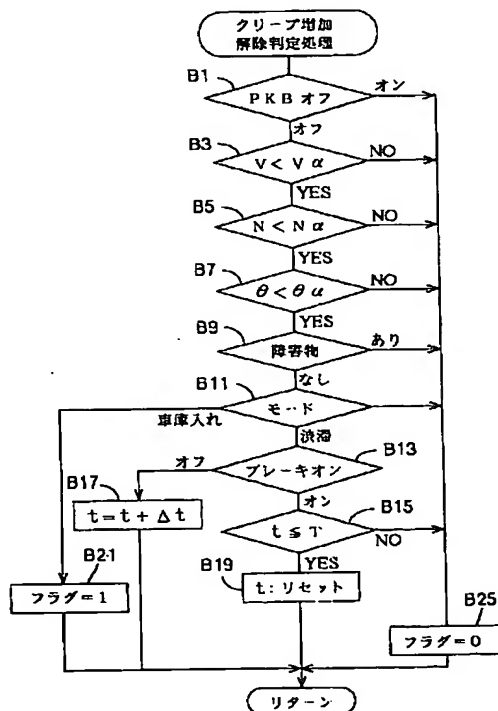 クリープ増加
解除判定処理
B1
PKB オフ
オン
オフ
B3
V < Vα
NO
YES
B5
N < Nα
NO
YES
B7
θ < θα
NO
YES
B9
障害物
あり
なし
B11
モード
車庫入れ
渋滞
B13
ブレーキオン
オフ
オン
B17
t = t + Δt
B15
t ≦ T
NO
YES
B19
t : リセット
B21
フラグ=1
B25
フラグ=0
リターン